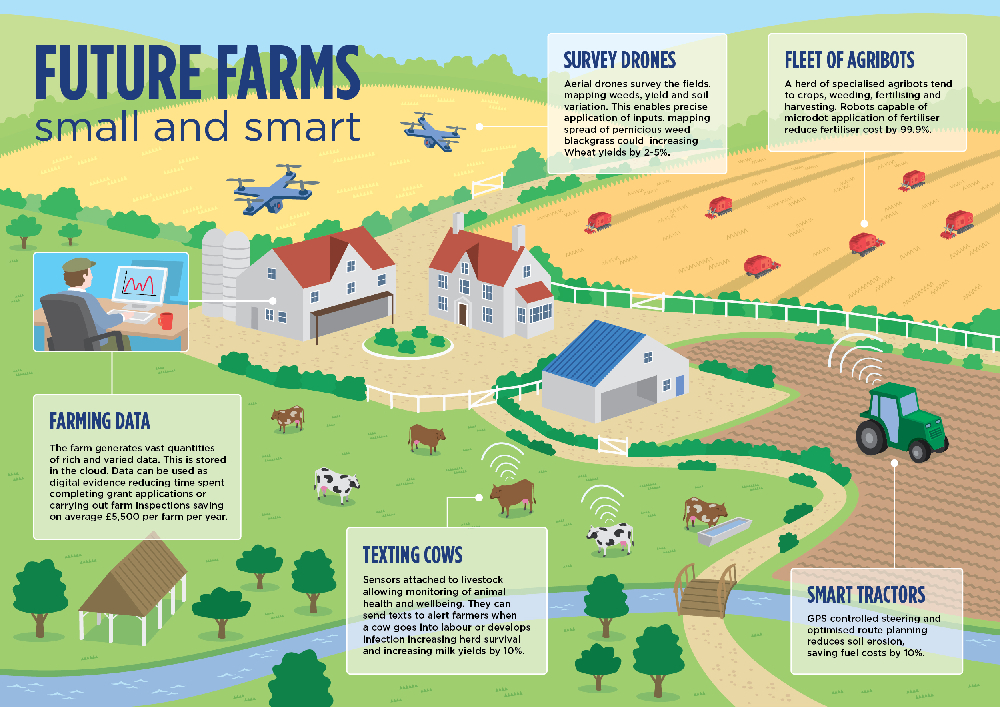 FUTURE FARMS
small and smart
SURVEY DRONES
Aerial drones survey the fields,
mapping weeds, yield and soil
variation. This enables precise
application of inputs, mapping
spread of pernicious weed
blackgrass could increasing
Wheat yields by 2-5%.
FLEET OF AGRIBOTS
A herd of specialised agribots tend
to crops, weeding, fertilising and
harvesting. Robots capable of
microdot application of fertiliser
reduce fertiliser cost by 99.9%.
FARMING DATA
The farm generates vast quantities
of rich and varied data. This is stored
in the cloud. Data can be used as
digital evidence reducing time spent
completing grant applications or
carrying out farm inspections saving
on average £5,500 per farm per year.
TEXTING COWS
Sensors attached to livestock
allowing monitoring of animal
health and wellbeing. They can
send texts to alert farmers when
a cow goes into labour or develops
infection increasing herd survival
and increasing milk yields by 10%.
SMART TRACTORS
GPS controlled steering and
optimised route planning
reduces soil erosion,
saving fuel costs by 10%.